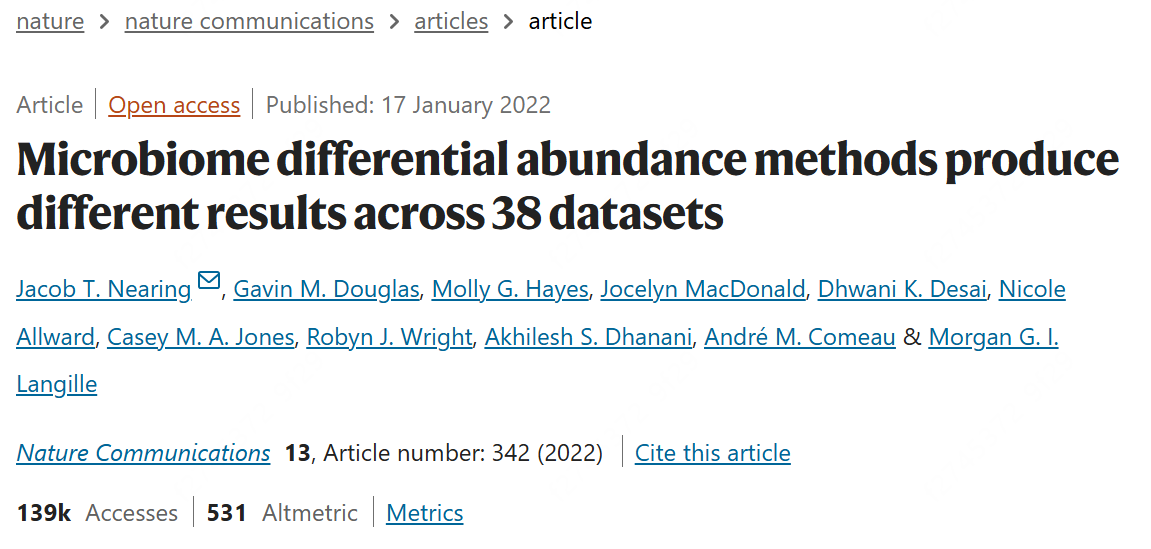 nature > nature communications > articles > article
Article | Open access | Published: 17 January 2022
Microbiome differential abundance methods produce
different results across 38 datasets
Jacob T. Nearing, Gavin M. Douglas, Molly G. Hayes, Jocelyn MacDonald, Dhwani K. Desai, Nicole
Allward, Casey M. A. Jones, Robyn J. Wright, Akhilesh S. Dhanani, André M. Comeau & Morgan G. I.
Langille
Nature Communications 13, Article number: 342 (2022) | Cite this article
139k Accesses | 531 Altmetric | Metrics